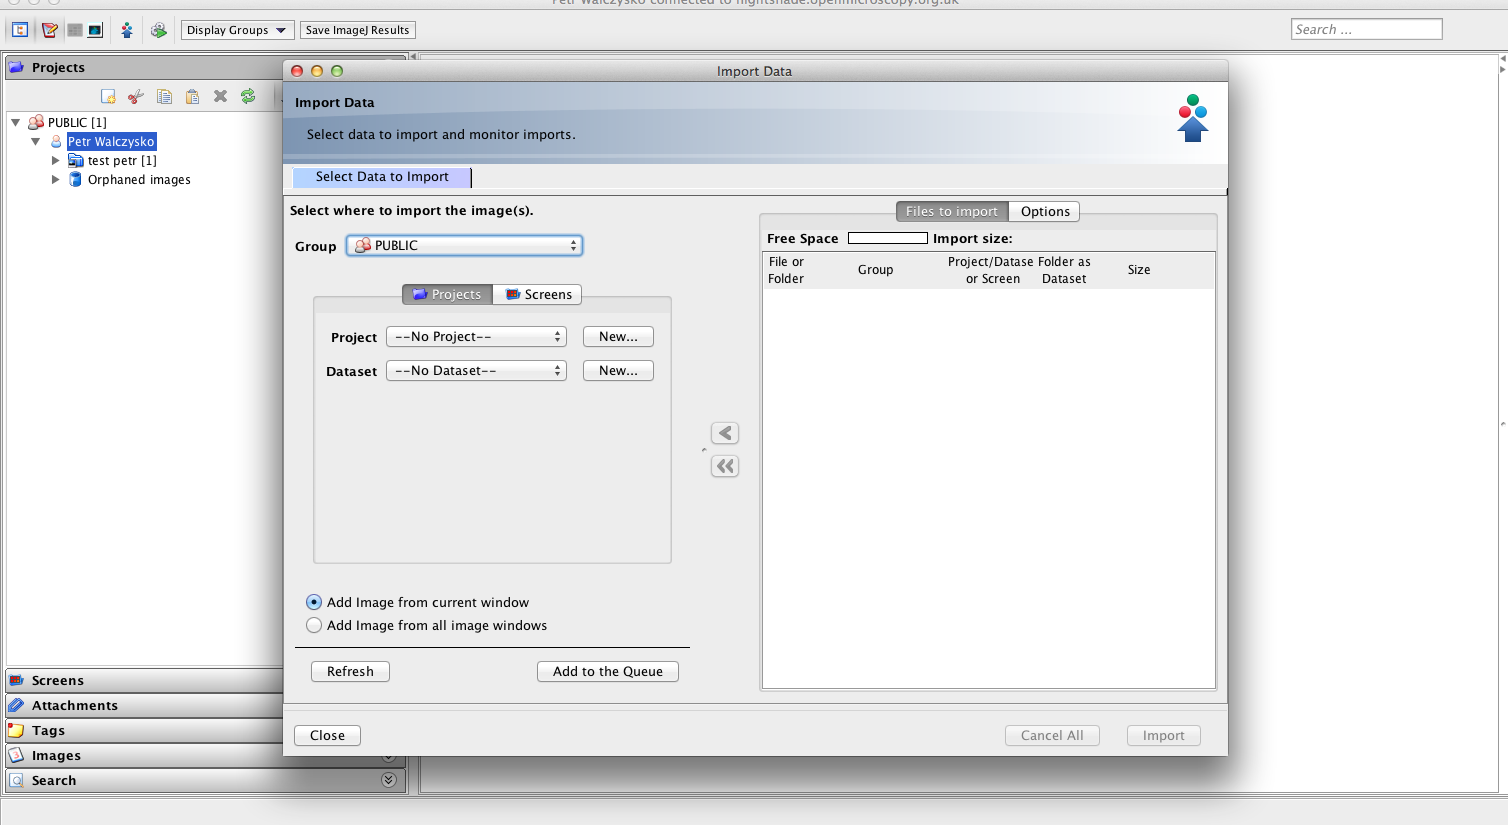 Petr Walczysko connected to nightshade.openmicroscopy.org.uk
Display Groups
Save ImageJ Results
Search ...
Projects
PUBLIC [1]
Petr Walczysko
test petr [1]
Orphaned images
Screens
Attachments
Tags
Images
Search
Import Data
Import Data
Select data to import and monitor imports.
Select Data to Import
Select where to import the image(s).
Group
PUBLIC
Projects
Screens
Project
--No Project--
New...
Dataset
--No Dataset--
New...
Add Image from current window
Add Image from all image windows
Refresh
Add to the Queue
Files to import
Options
Free Space
Import size:
File or
Folder
Group
Project/Datase
or Screen
Folder as
Dataset
Size
Close
Cancel All
Import